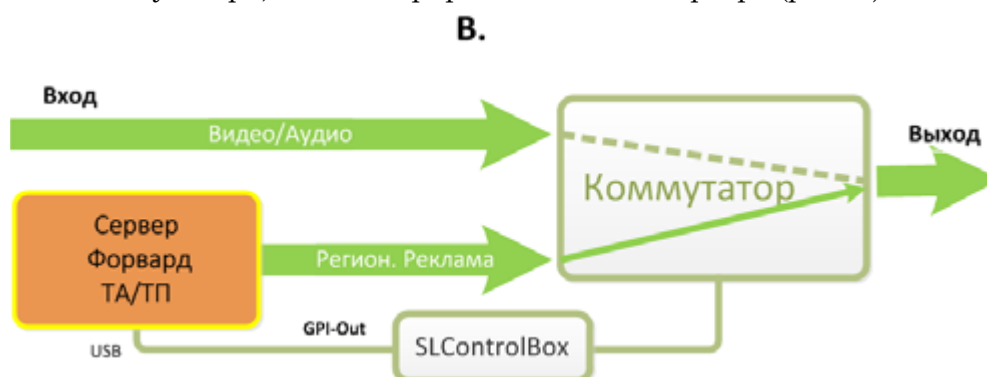 В.
Вход
Видео/Аудио
Выход
Коммутатор
Сервер
Форвард
ТА/ТП
Регион. Реклама
GPI-Out
USB
SLControlBox